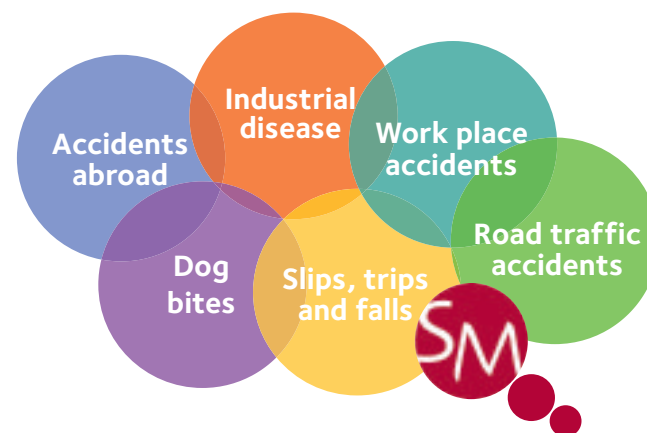 Industrial
disease
Accidents
abroad
Work place
accidents
Road traffic
accidents
Dog
bites
Slips, trips
and falls
SM